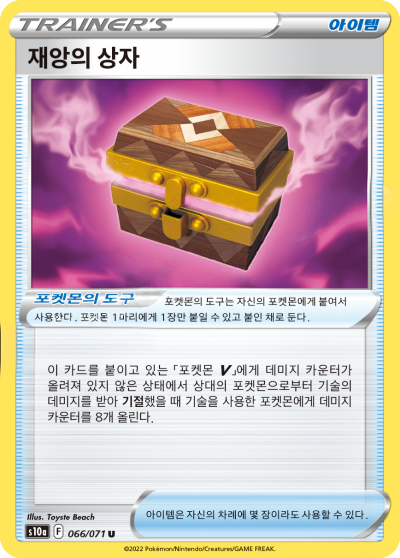 TRAINER'S
아이템
재앙의 상자
포켓몬의 도구 포켓몬의 도구는 자신의 포켓몬에게 붙여서
사용한다. 포켓몬 1마리에게 1장만 붙일 수 있고 붙인 채로 둔다.
이 카드를 붙이고 있는 「포켓몬 V」에게 데미지 카운터가
올려져 있지 않은 상태에서 상대의 포켓몬으로부터 기술의
데미지를 받아 기절했을 때 기술을 사용한 포켓몬에게 데미지
카운터를 8개 올린다.
Illus. Toyste Beach
s10a F 066/071 U
아이템은 자신의 차례에 몇 장이라도 사용할 수 있다.
©2022 Pokémon/Nintendo/Creatures/GAME FREAK.